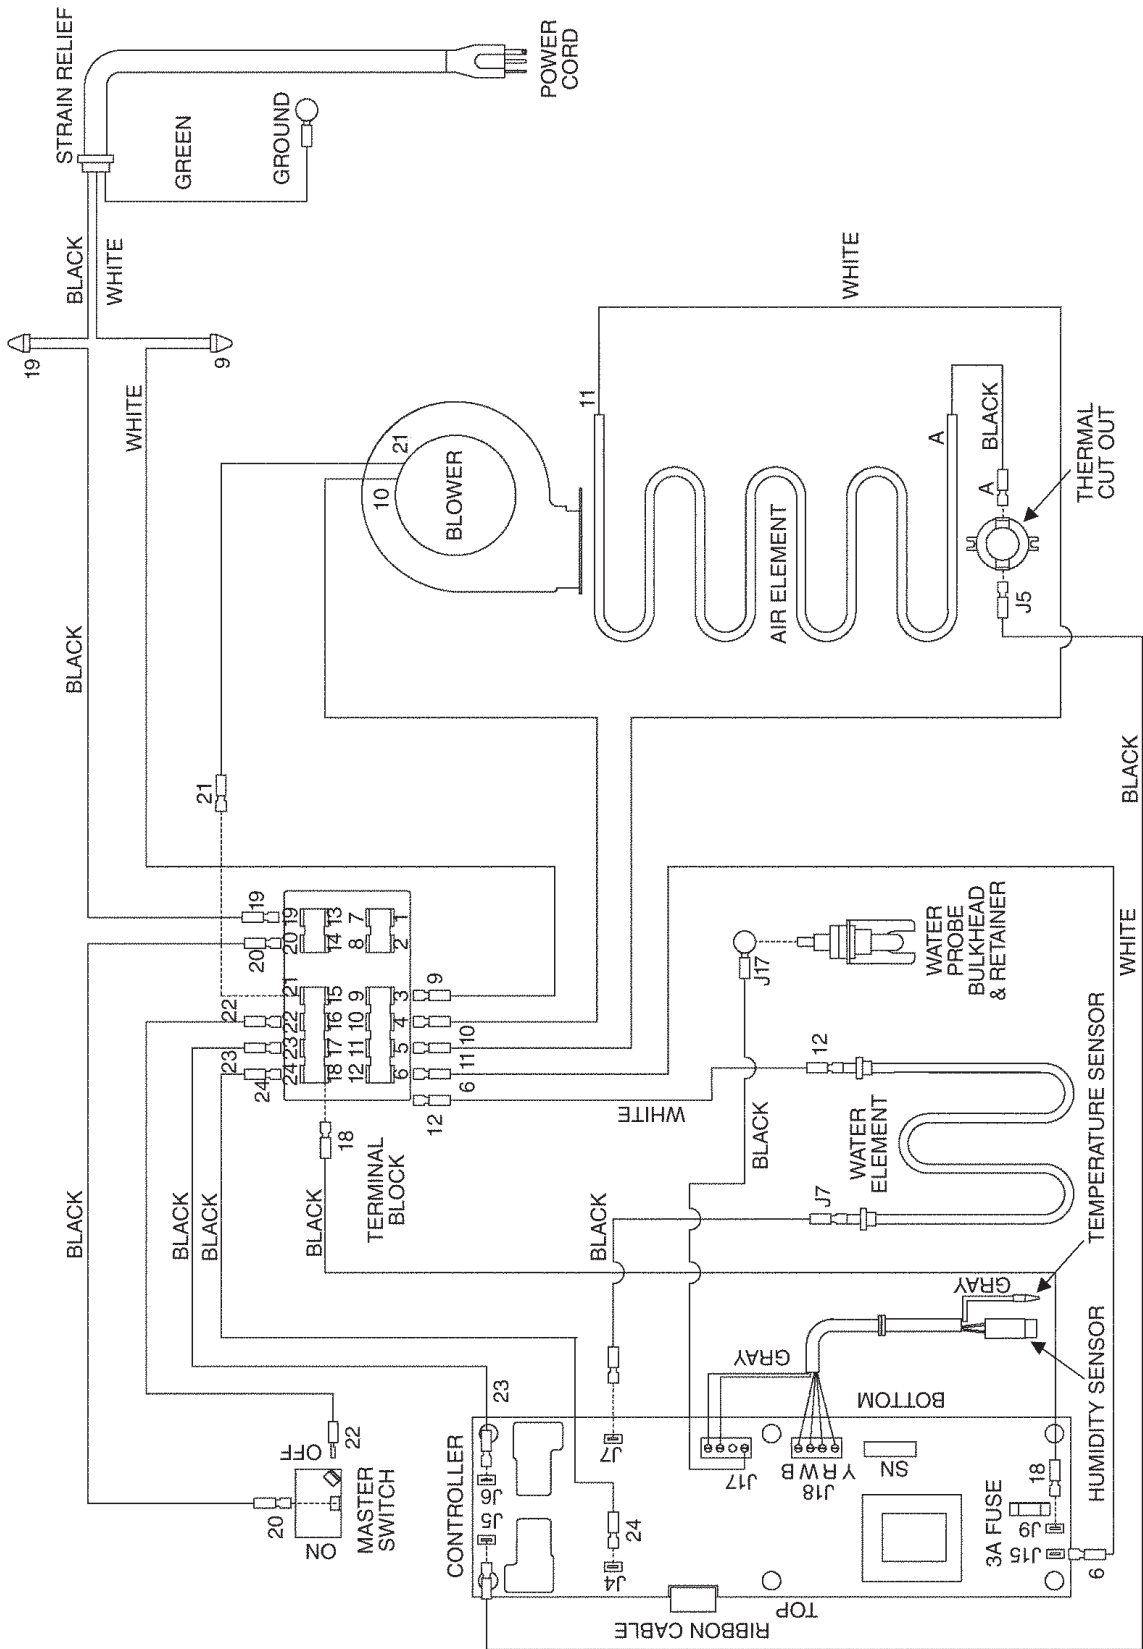 STRAIN RELIEF
POWER
CORD
GREEN
GROUND
BLACK
WHITE
19
9
WHITE
BLACK
BLOWER
10
21
21
WHITE
11
AIR ELEMENT
A
BLACK
A
THERMAL
CUT OUT
J5
BLACK
WHITE
19
20
22
23
24
19
20
21
22
23
24
13
14
15
16
17
18
7
8
9
10
11
12
1
2
3
4
5
6
9
10
11
6
12
18
TERMINAL
BLOCK
BLACK
BLACK
BLACK
BLACK
WHITE
BLACK
J17
WATER
PROBE
BULKHEAD
& RETAINER
12
WATER
ELEMENT
J7
BLACK
TEMPERATURE SENSOR
GRAY
HUMIDITY SENSOR
GRAY
BOTTOM
20
OFF
ON
22
MASTER
SWITCH
CONTROLLER
23
J6
J5
J7
24
J4
J17
J18
Y R W B
SN
3A FUSE
18
J9
J15
6
TOP
RIBBON CABLE